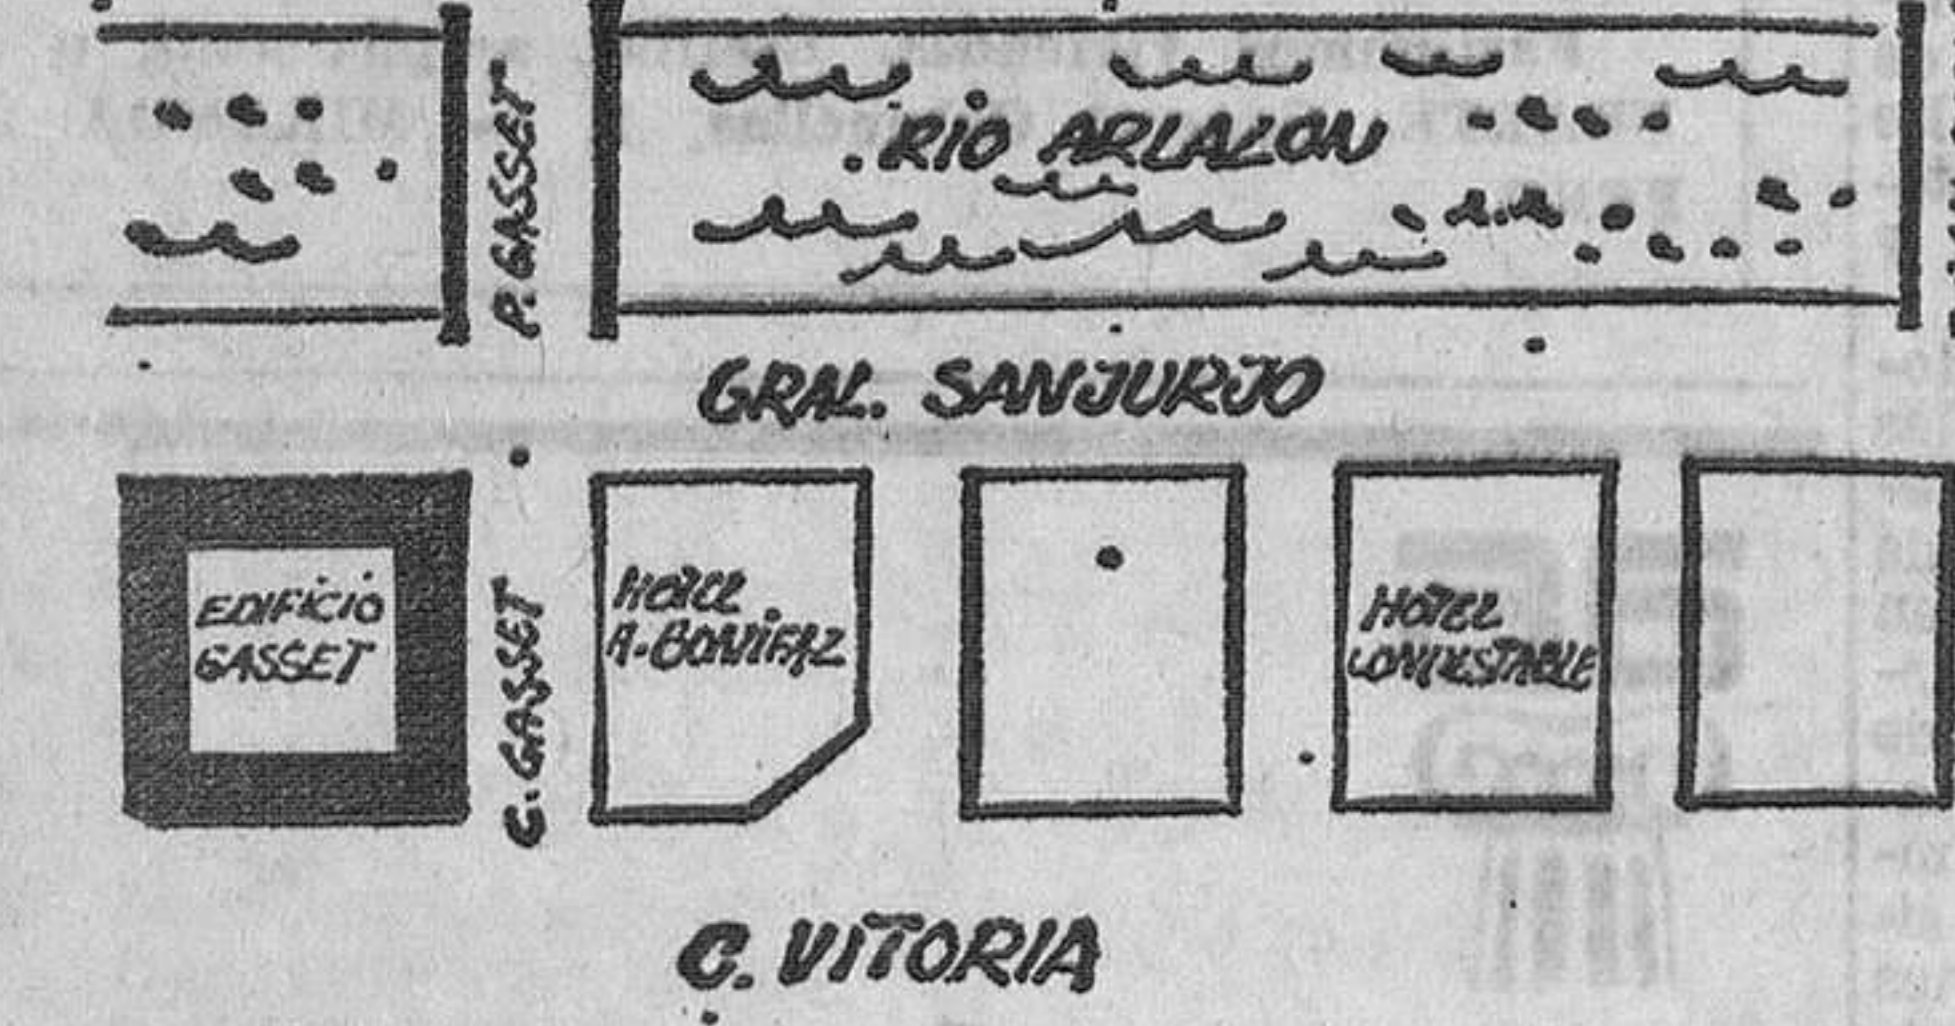 P. GASSET
RIO ARLAZON
GRAL. SANJURJO
EDIFICIO
GASSET
C. GASSET
HOTEL
A. BONIFAZ
HOTEL
CONDESTABLE
C. VITORIA